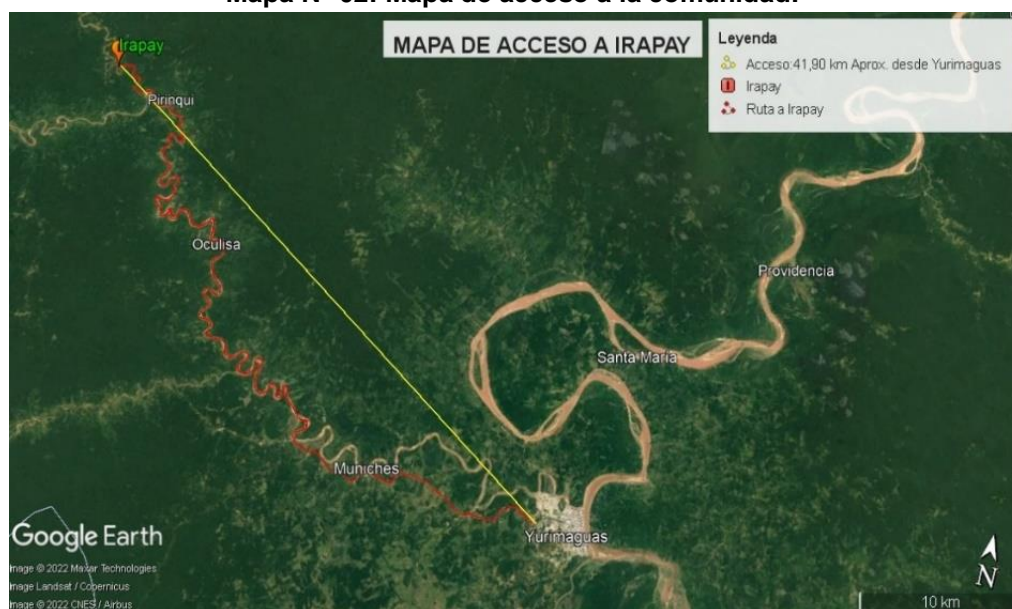 Mapa N° 02: Mapa de acceso a la comunidad.
MAPA DE ACCESO A IRAPAY
Leyenda
Acceso:41,90 km Aprox. desde Yurimaguas
Irapay
Ruta a Irapay
Irapay
Pirinqui
Oculisa
Providencia
Santa Maria
Muniches
Yurimaguas
Google Earth
Image © 2022 Maxar Technologies
Image Landsat / Copernicus
Image © 2022 CNES / Airbus
N
10 km